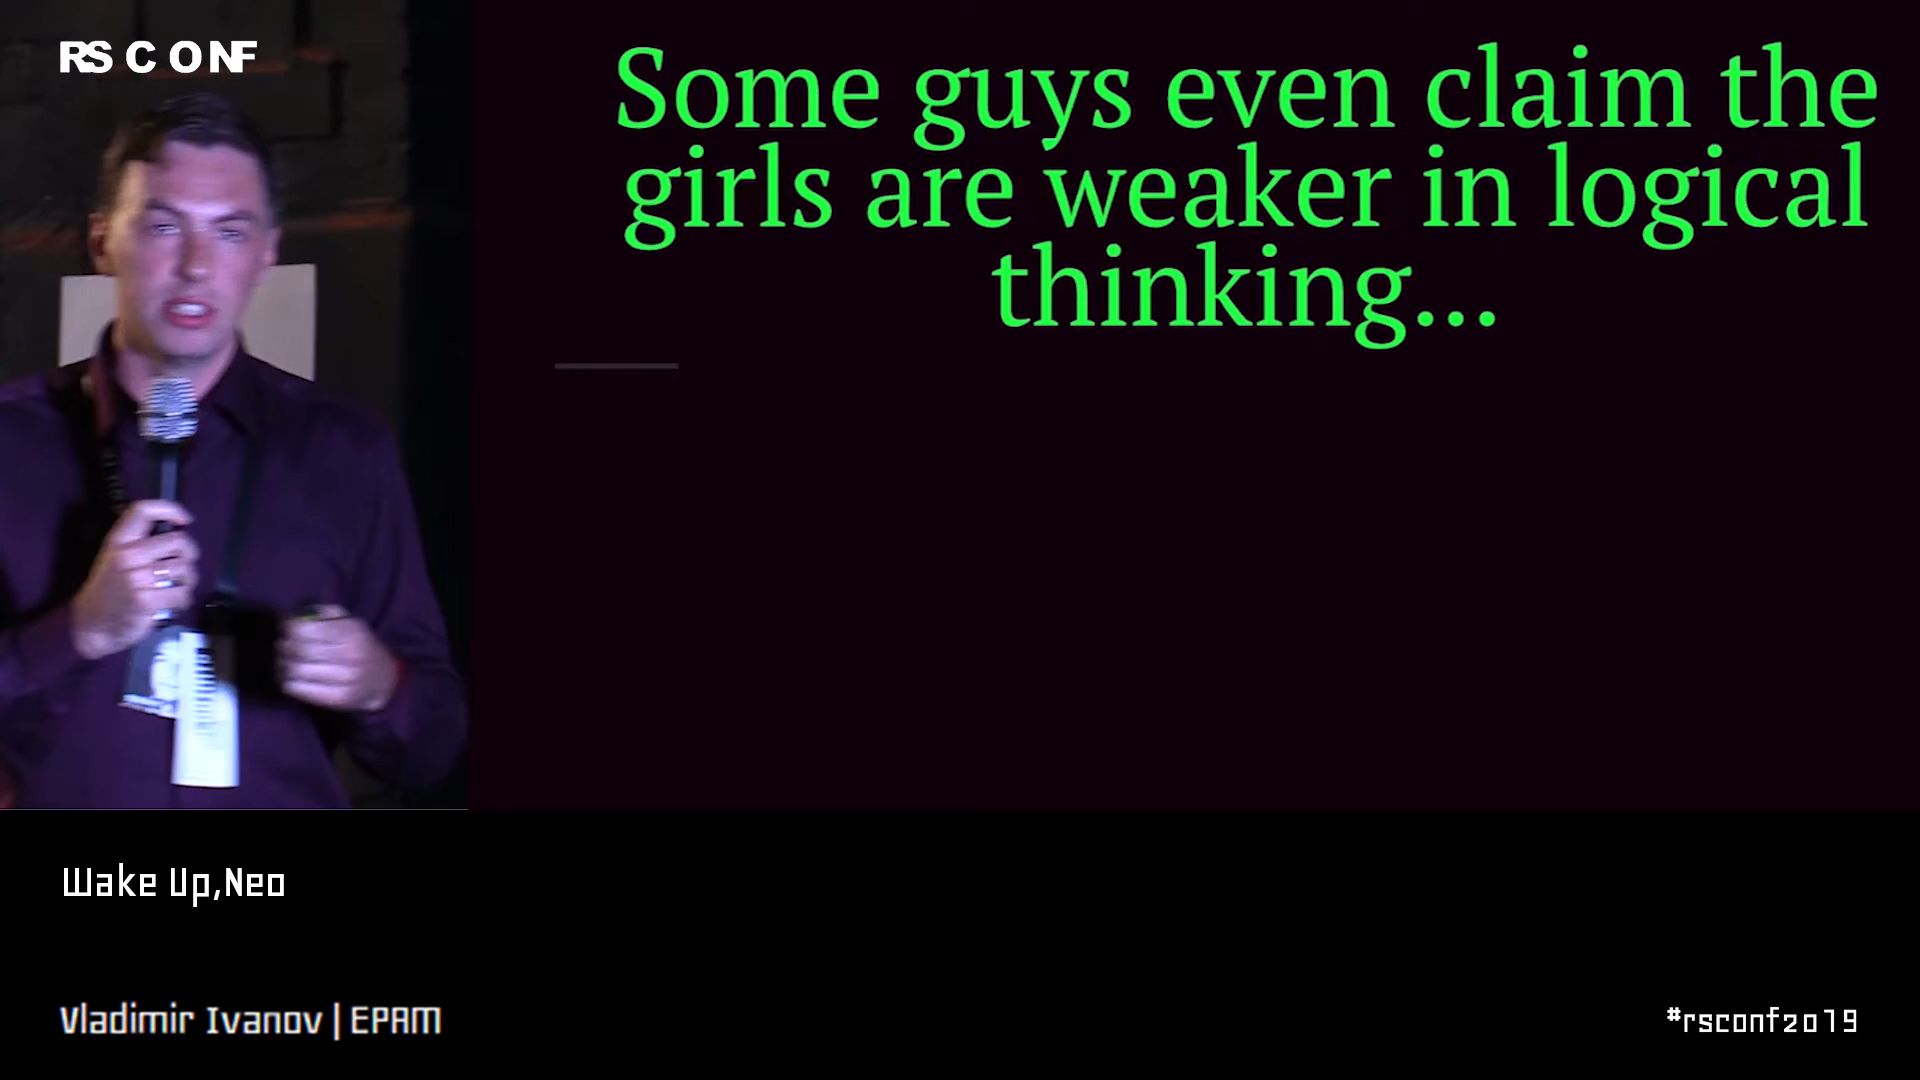 RS CONF
Some guys even claim the
girls are weaker in logical
thinking...
Wake Up,Neo
Vladimir Ivanov | EPAM
#rsconf2019